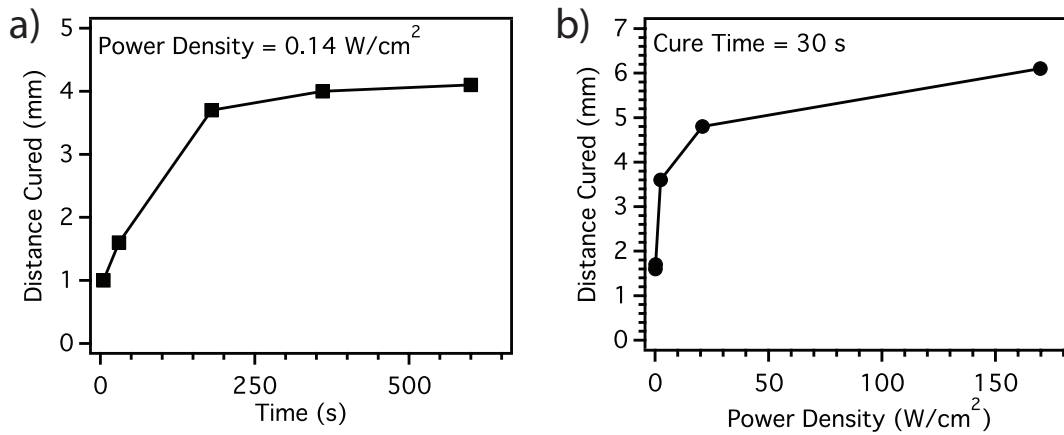 a)
Power Density = 0.14 W/cm²
5
4
3
2
1
0
Distance Cured (mm)
0 250 500
Time (s)
b)
Cure Time = 30 s
7
6
5
4
3
2
1
0
Distance Cured (mm)
0 50 100 150
Power Density (W/cm²)